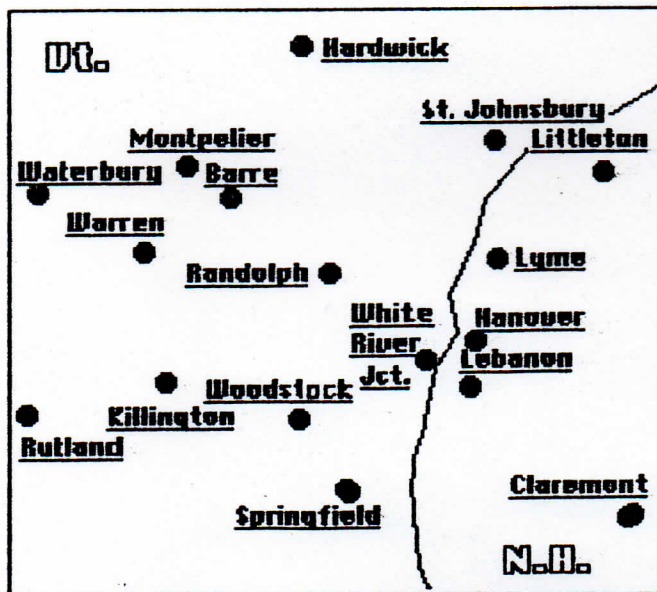 Vt.
Hardwick
St. Johnsbury
Montpelier
Littleton
Waterbury
Barre
Warren
Randolph
Lyme
White
River
Jct.
Hanover
Lebanon
Woodstock
Killington
Rutland
Springfield
Claremont
N.H.